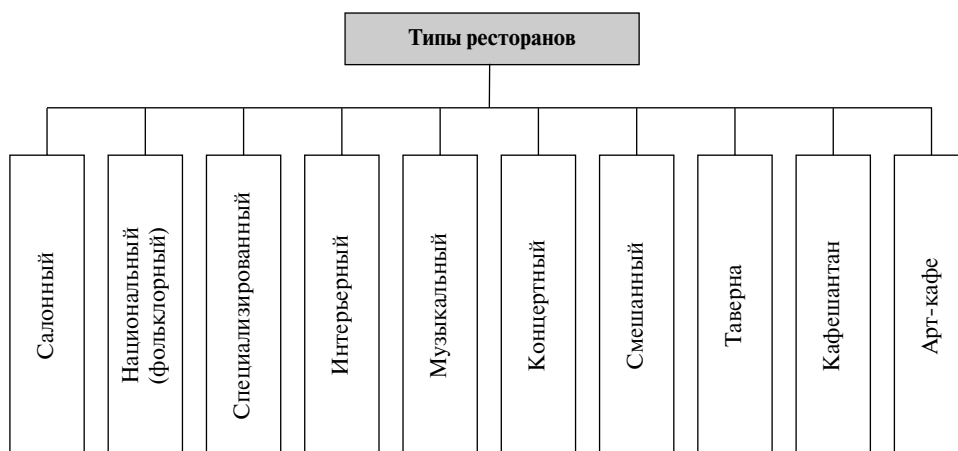 Типы ресторанов
Салонный
Национальный
(фольклорный)
Специализированный
Интерьерный
Музыкальный
Концертный
Смешанный
Таверна
Кафешантан
Арт-кафе